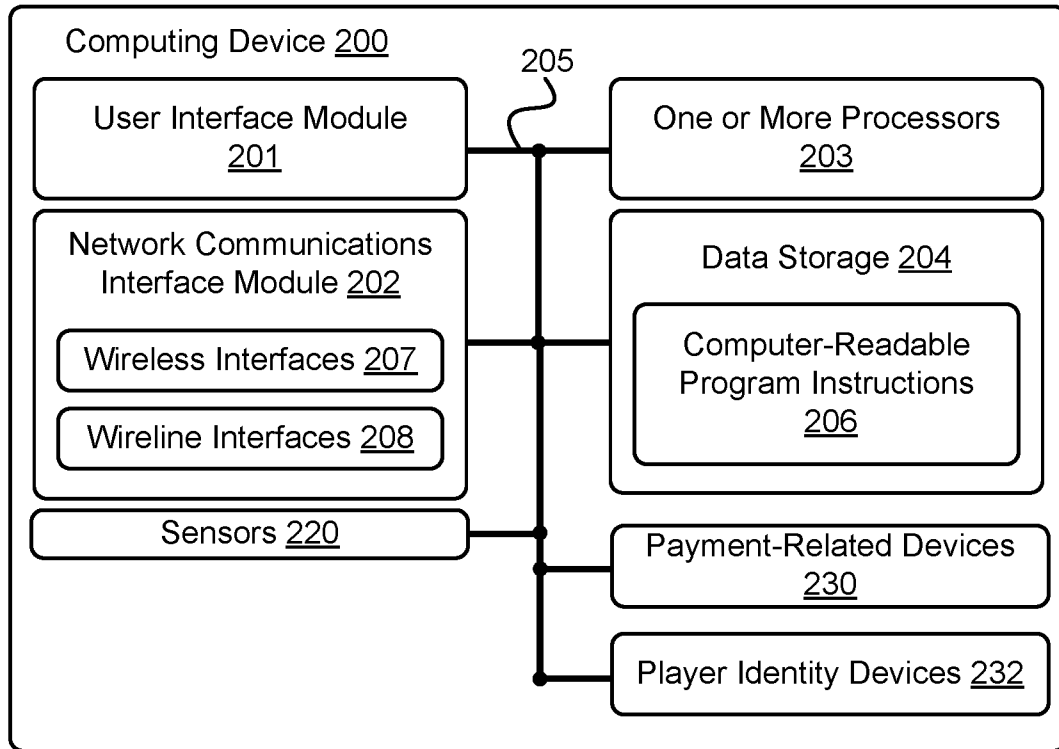 Computing Device 200
205
User Interface Module
201
One or More Processors
203
Network Communications
Interface Module 202
Wireless Interfaces 207
Wireline Interfaces 208
Data Storage 204
Computer-Readable
Program Instructions
206
Sensors 220
Payment-Related Devices
230
Player Identity Devices 232